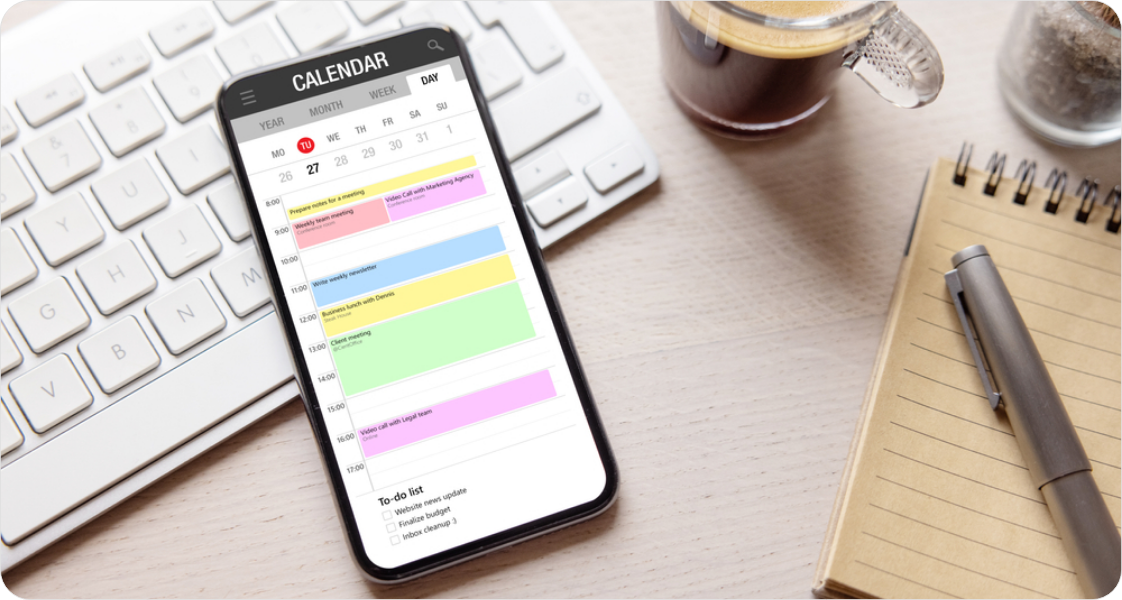 CALENDAR
YEAR MONTH WEEK DAY
MO TU WE TH FR SA SU
26 27 28 29 30 31 1
8:00
Prepare notes for a meeting
Weekly team meeting
Conference room
Video Call with Marketing Agency
Conference room
9:00
10:00
11:00
Write weekly newsletter
12:00
Business lunch with Dennis
Steak House
13:00
Client meeting
@ClientOffice
14:00
15:00
16:00
Video call with Legal team
Online
17:00
To-do list
Website news update
Finalize budget
Inbox cleanup :)
&
7
8
9
Y
U
I
G
H
J
V
B
N
M